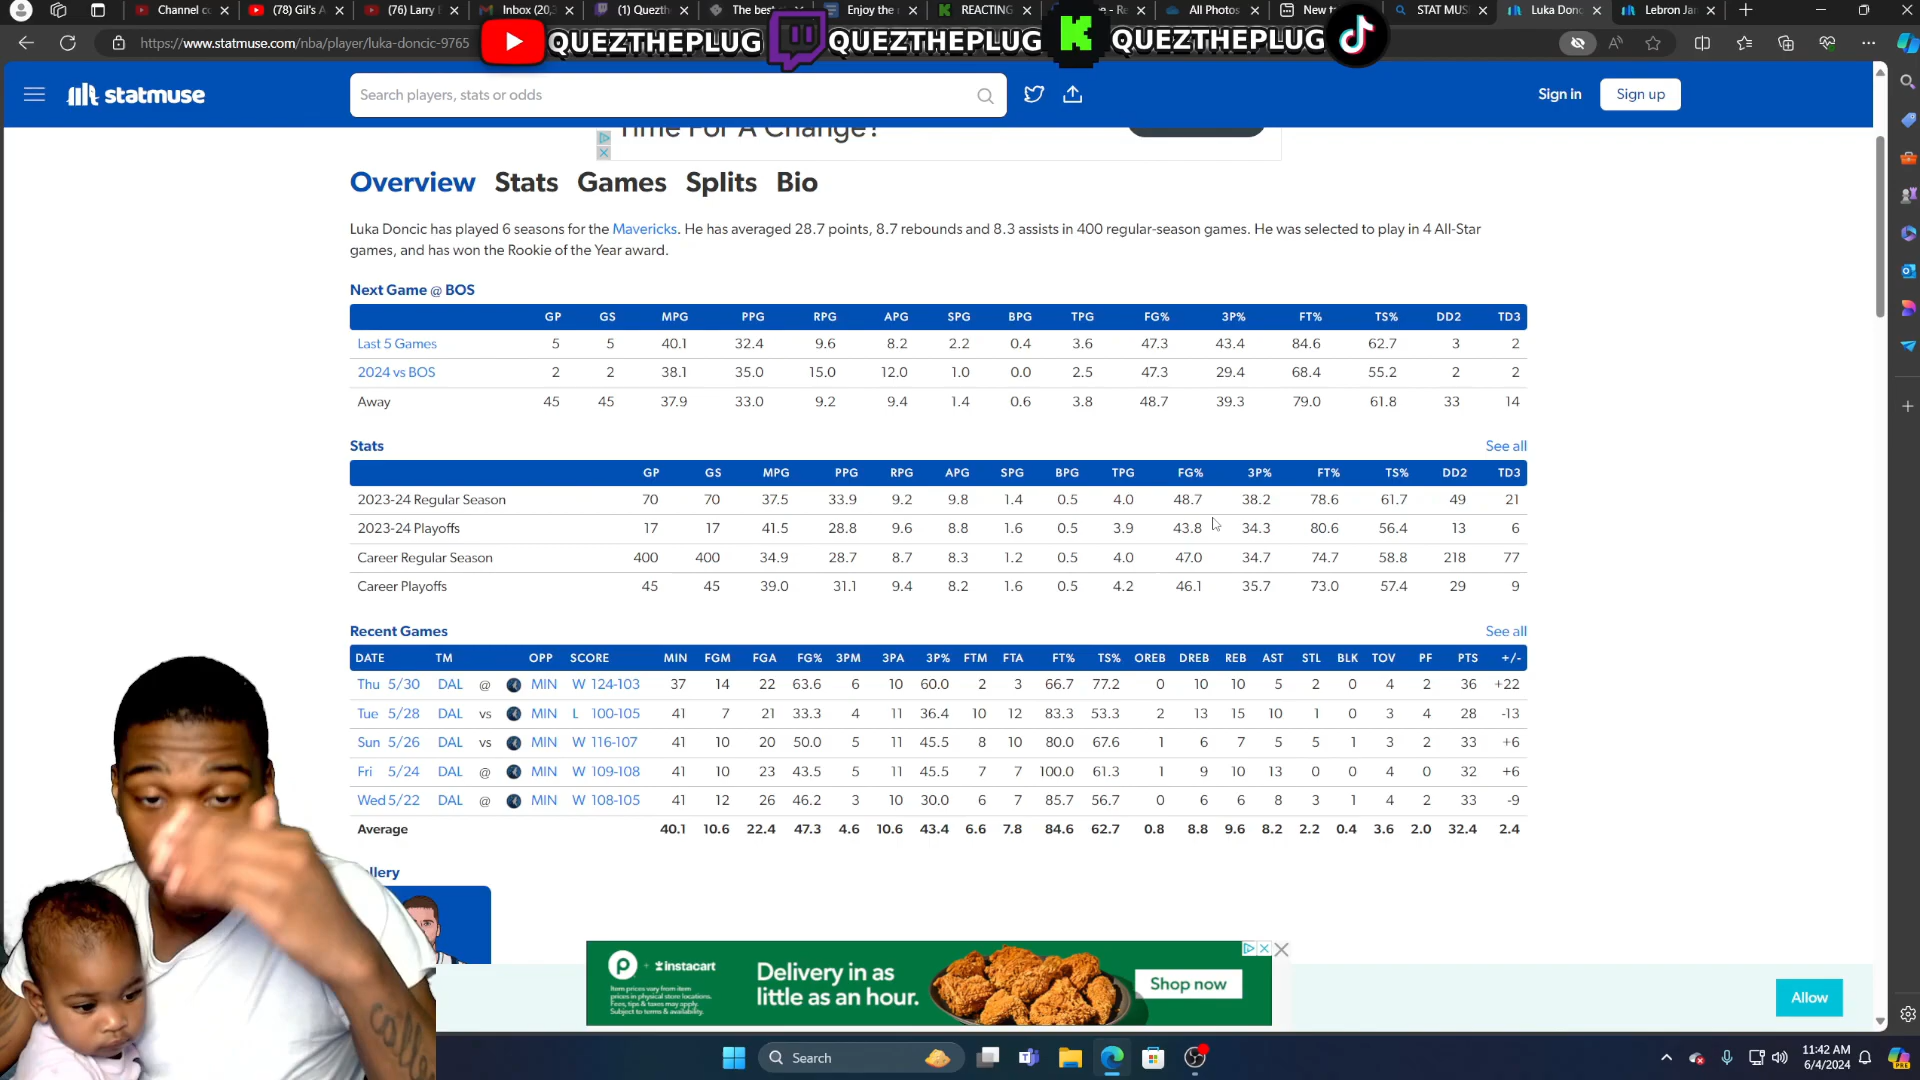 Channel co
(78) Gil's A
(76) Larry
Inbox (20,
(1) Quezth
The best
Enjoy the
REACTING
All Photos
New t
STAT MUS
Luka Donc
Lebron Jan
https://www.statmuse.com/nba/player/luka-doncic-9765
QUEZTHEPLUG QUEZTHEPLUG QUEZTHEPLUG
statmuse
Search players, stats or odds
Sign in
Sign up
Time For A Change?
Overview Stats Games Splits Bio
Luka Doncic has played 6 seasons for the Mavericks. He has averaged 28.7 points, 8.7 rebounds and 8.3 assists in 400 regular-season games. He was selected to play in 4 All-Star
games, and has won the Rookie of the Year award.
Next Game @ BOS
GP GS MPG PPG RPG APG SPG BPG TPG FG% 3P% FT% TS% DD2 TD3
Last 5 Games 5 5 40.1 32.4 9.6 8.2 2.2 0.4 3.6 47.3 43.4 84.6 62.7 3 2
2024 vs BOS 2 2 38.1 35.0 15.0 12.0 1.0 0.0 2.5 47.3 29.4 68.4 55.2 2 2
Away 45 45 37.9 33.0 9.2 9.4 1.4 0.6 3.8 48.7 39.3 79.0 61.8 33 14
Stats See all
GP GS MPG PPG RPG APG SPG BPG TPG FG% 3P% FT% TS% DD2 TD3
2023-24 Regular Season 70 70 37.5 33.9 9.2 9.8 1.4 0.5 4.0 48.7 38.2 78.6 61.7 49 21
2023-24 Playoffs 17 17 41.5 28.8 9.6 8.8 1.6 0.5 3.9 43.8 34.3 80.6 56.4 13 6
Career Regular Season 400 400 34.9 28.7 8.7 8.3 1.2 0.5 4.0 47.0 34.7 74.7 58.8 218 77
Career Playoffs 45 45 39.0 31.1 9.4 8.2 1.6 0.5 4.2 46.1 35.7 73.0 57.4 29 9
Recent Games See all
DATE TM OPP SCORE MIN FGM FGA FG% 3PM 3PA 3P% FTM FTA FT% TS% OREB DREB REB AST STL BLK TOV PF PTS +/-
Thu 5/30 DAL @ MIN W 124-103 37 14 22 63.6 6 10 60.0 2 3 66.7 77.2 0 10 10 5 2 0 4 2 36 +22
Tue 5/28 DAL vs MIN L 100-105 41 7 21 33.3 4 11 36.4 10 12 83.3 53.3 2 13 15 10 1 0 3 4 28 -13
Sun 5/26 DAL vs MIN W 116-107 41 10 20 50.0 5 11 45.5 8 10 80.0 67.6 1 6 7 5 5 1 3 2 33 +6
Fri 5/24 DAL @ MIN W 109-108 41 10 23 43.5 5 11 45.5 7 7 100.0 61.3 1 9 10 13 0 0 4 0 32 +6
Wed 5/22 DAL @ MIN W 108-105 41 12 26 46.2 3 10 30.0 6 7 85.7 56.7 0 6 6 8 3 1 4 2 33 -9
Average 40.1 10.6 22.4 47.3 4.6 10.6 43.4 6.6 7.8 84.6 62.7 0.8 8.8 9.6 8.2 2.2 0.4 3.6 2.0 32.4 2.4
llery
instacart
Delivery in as
little as an hour.
Shop now
Allow
Search
11:42 AM
6/4/2024